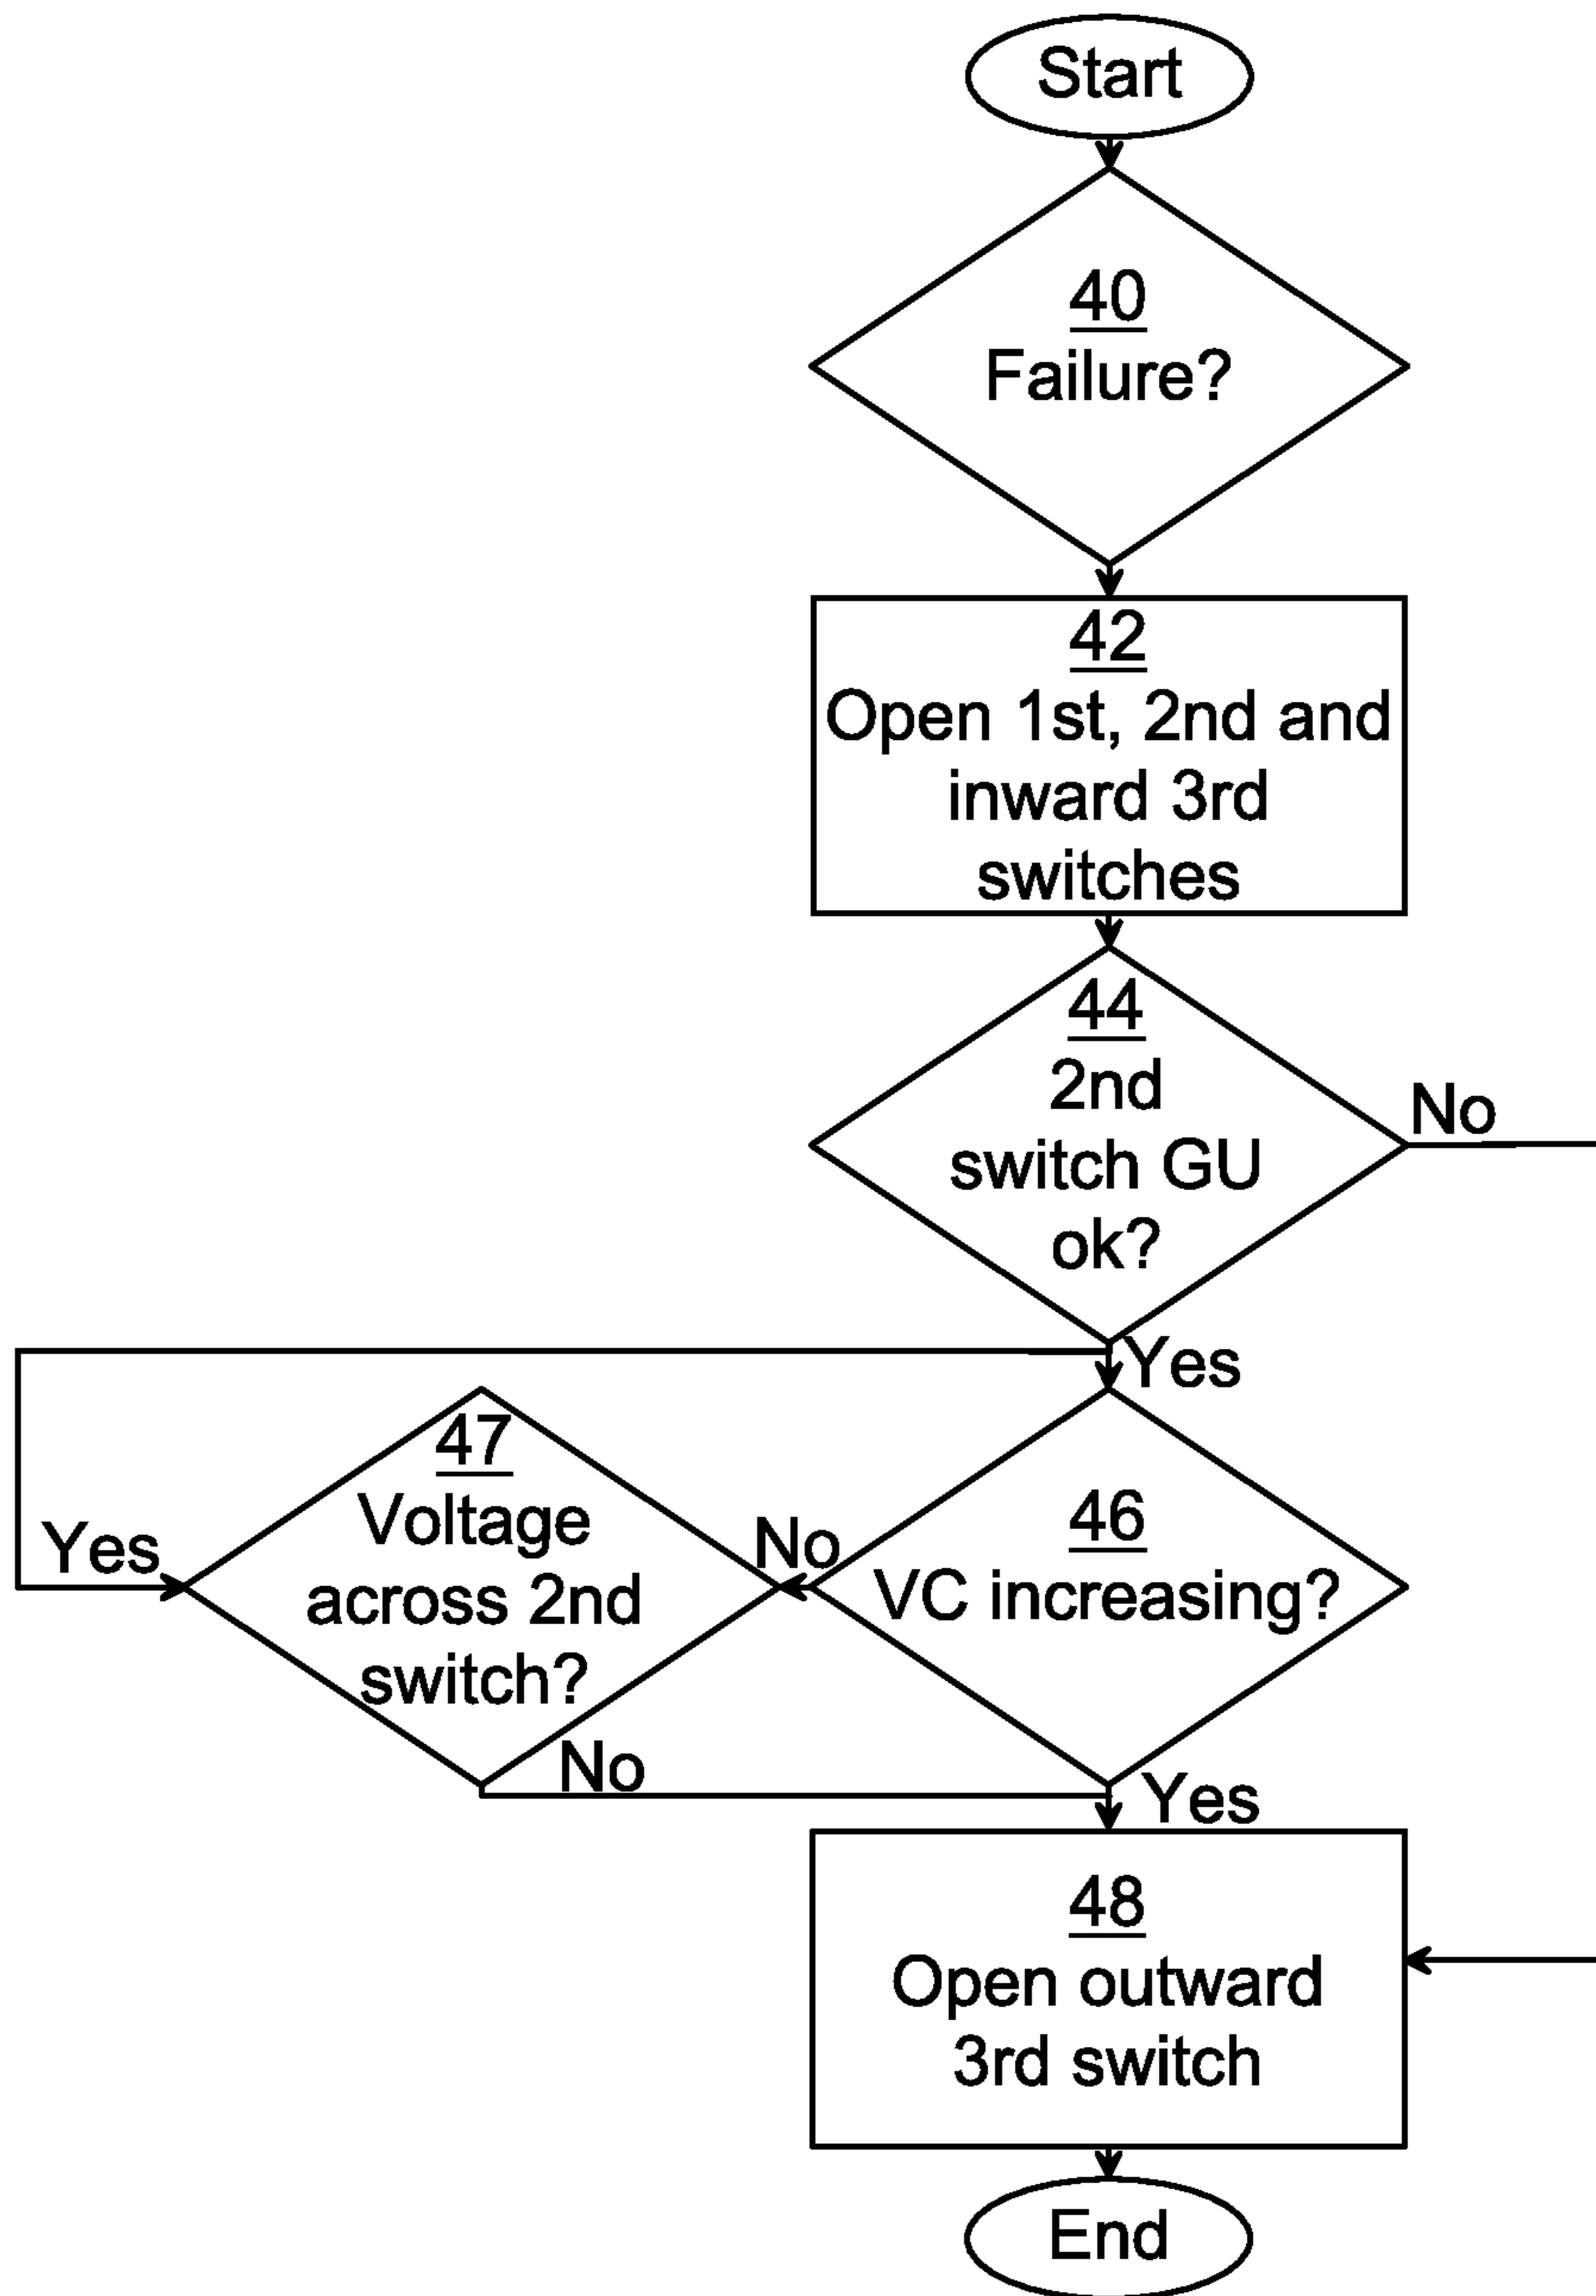 Start
40
Failure?
42
Open 1st, 2nd and
inward 3rd
switches
44
2nd
switch GU
ok?
No
Yes
47
Voltage
across 2nd
switch?
Yes
No
46
VC increasing?
No
Yes
48
Open outward
3rd switch
End